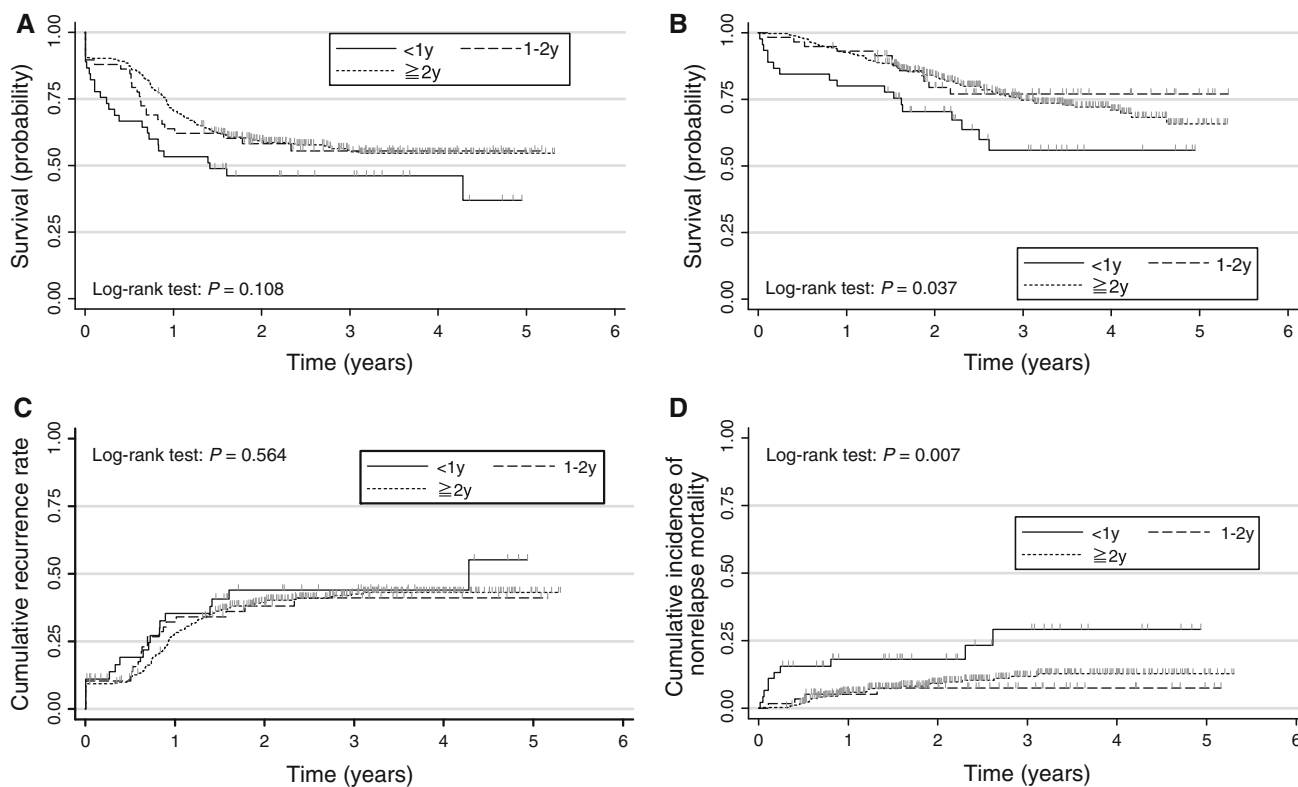 A
Survival (probability)
1.00
0.75
0.50
0.25
0.00
<1y
1-2y
≧2y
Log-rank test: P = 0.108
0 1 2 3 4 5 6
Time (years)
B
Survival (probability)
1.00
0.75
0.50
0.25
0.00
<1y
1-2y
≧2y
Log-rank test: P = 0.037
0 1 2 3 4 5 6
Time (years)
C
Cumulative recurrence rate
1.00
0.75
0.50
0.25
0.00
Log-rank test: P = 0.564
<1y
1-2y
≧2y
0 1 2 3 4 5 6
Time (years)
D
Cumulative incidence of
nonrelapse mortality
1.00
0.75
0.50
0.25
0.00
Log-rank test: P = 0.007
<1y
1-2y
≧2y
0 1 2 3 4 5 6
Time (years)